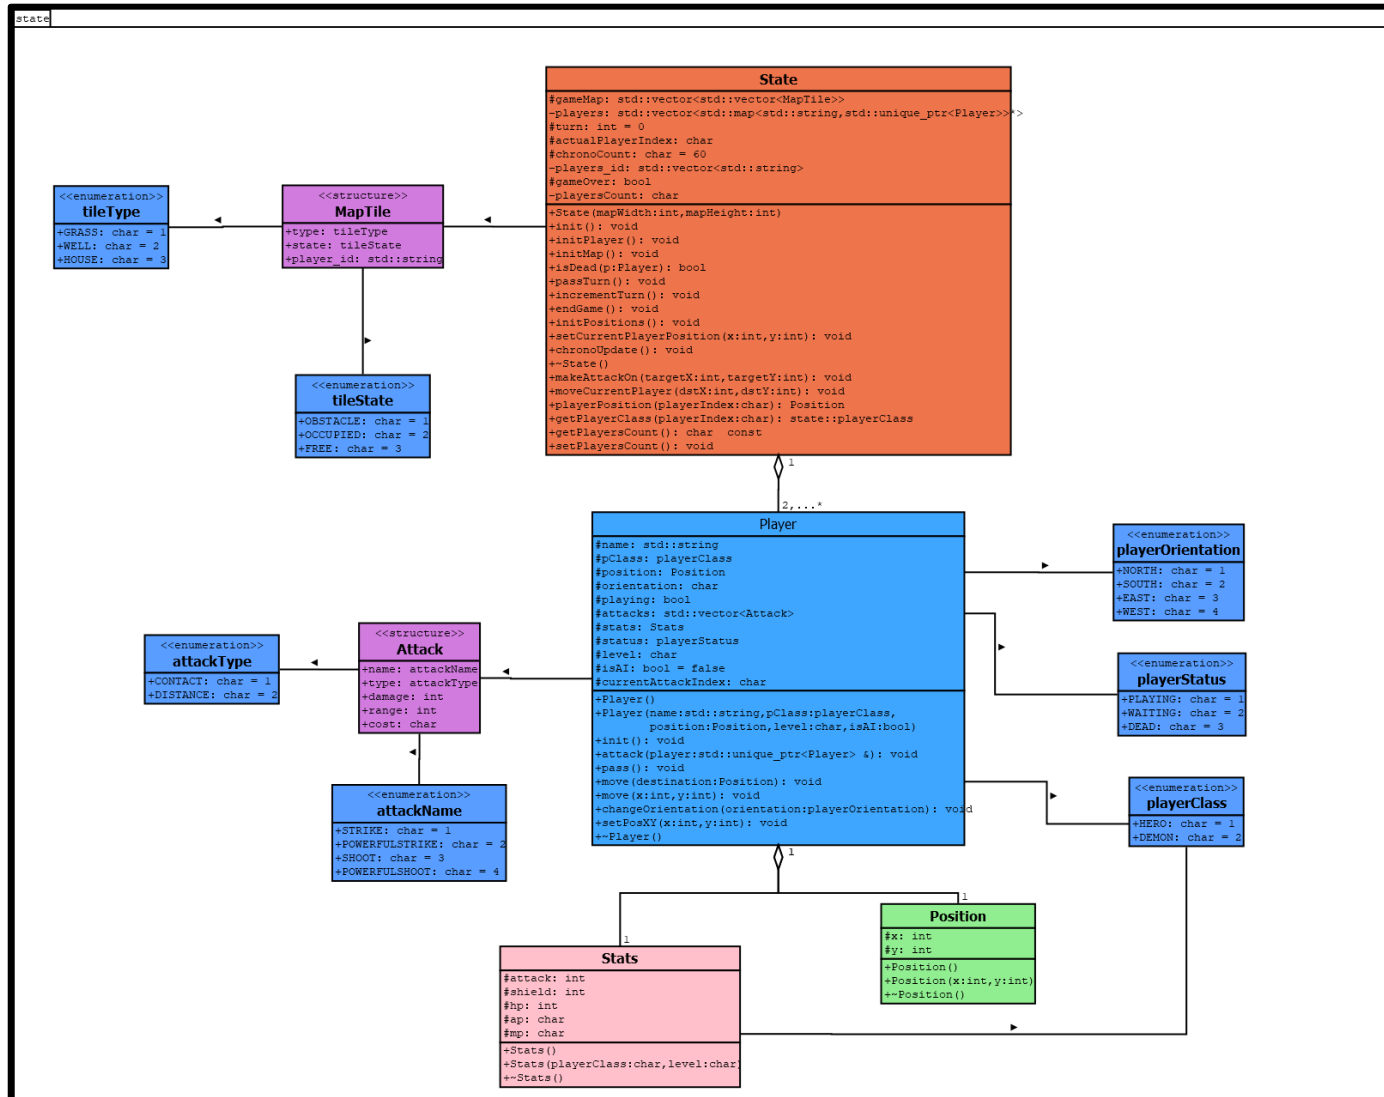 state
State
#gameMap: std::vector<std::vector<MapTile>>
-players: std::vector<std::map<std::string,std::unique_ptr<Player>>*>
#turn: int = 0
#actualPlayerIndex: char
#chronoCount: char = 60
-players_id: std::vector<std::string>
#gameOver: bool
-playersCount: char
+State(mapWidth:int,mapHeight:int)
+init(): void
+initPlayer(): void
+initMap(): void
+isDead(p:Player): bool
+passTurn(): void
+incrementTurn(): void
+endGame(): void
+initPositions(): void
+setCurrentPlayerPosition(x:int,y:int): void
+chronoUpdate(): void
+~State()
+makeAttackOn(targetX:int,targetY:int): void
+moveCurrentPlayer(dstX:int,dstY:int): void
+playerPosition(playerIndex:char): Position
+getPlayerClass(playerIndex:char): state::playerClass
+getPlayersCount(): char const
+setPlayersCount(): void
<<enumeration>>
tileType
+GRASS: char = 1
+WELL: char = 2
+HOUSE: char = 3
<<structure>>
MapTile
+type: tileType
+state: tileState
+player_id: std::string
<<enumeration>>
tileState
+OBSTACLE: char = 1
+OCCUPIED: char = 2
+FREE: char = 3
1
2,...*
Player
#name: std::string
#pClass: playerClass
#position: Position
#orientation: char
#playing: bool
#attacks: std::vector<Attack>
#stats: Stats
#status: playerStatus
#level: char
#isAI: bool = false
#currentAttackIndex: char
+Player()
+Player(name:std::string,pClass:playerClass,
position:Position,level:char,isAI:bool)
+init(): void
+attack(player:std::unique_ptr<Player> &): void
+pass(): void
+move(destination:Position): void
+move(x:int,y:int): void
+changeOrientation(orientation:playerOrientation): void
+setPosXY(x:int,y:int): void
+~Player()
<<enumeration>>
playerOrientation
+NORTH: char = 1
+SOUTH: char = 2
+EAST: char = 3
+WEST: char = 4
<<enumeration>>
playerStatus
+PLAYING: char = 1
+WAITING: char = 2
+DEAD: char = 3
<<enumeration>>
playerClass
+HERO: char = 1
+DEMON: char = 2
<<enumeration>>
attackType
+CONTACT: char = 1
+DISTANCE: char = 2
<<structure>>
Attack
+name: attackName
+type: attackType
+damage: int
+range: int
+cost: char
<<enumeration>>
attackName
+STRIKE: char = 1
+POWERFULSTRIKE: char = 2
+SHOOT: char = 3
+POWERFULSHOOT: char = 4
1
1
1
Position
#x: int
#y: int
+Position()
+Position(x:int,y:int)
+~Position()
Stats
#attack: int
#shield: int
#hp: int
#ap: char
#mp: char
+Stats()
+Stats(playerClass:char,level:char)
+~Stats()